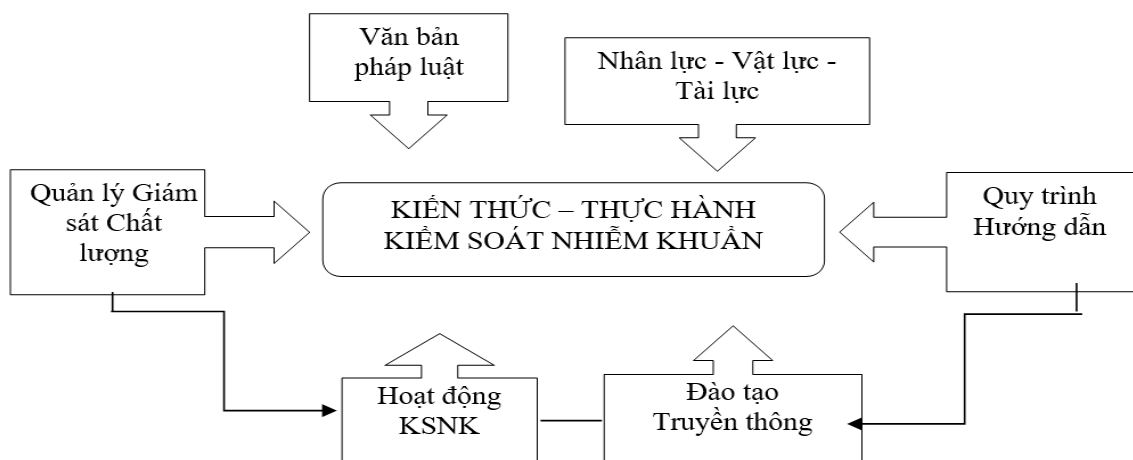 Văn bản
pháp luật
Nhân lực - Vật lực -
Tài lực
Quản lý Giám
sát Chất
lượng
KIẾN THỨC – THỰC HÀNH
KIỂM SOÁT NHIỄM KHUẨN
Quy trình
Hướng dẫn
Hoạt động
KSNK
Đào tạo
Truyền thông